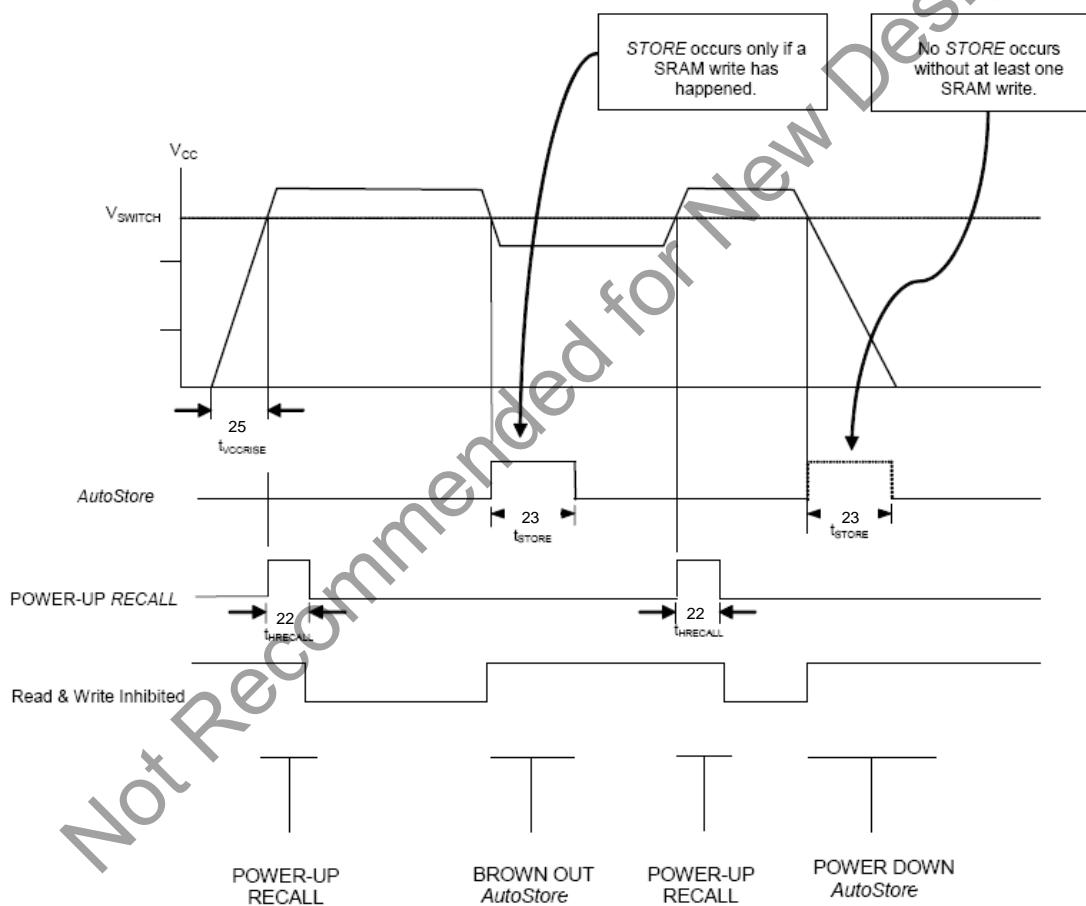 STORE occurs only if a
SRAM write has
happened.
No STORE occurs
without at least one
SRAM write.
VCC
VSWITCH
25
tVCCRISE
AutoStore
23
tSTORE
23
tSTORE
POWER-UP RECALL
22
tHRECALL
22
tHRECALL
Read & Write Inhibited
POWER-UP
RECALL
BROWN OUT
AutoStore
POWER-UP
RECALL
POWER DOWN
AutoStore
Not Recommended for New